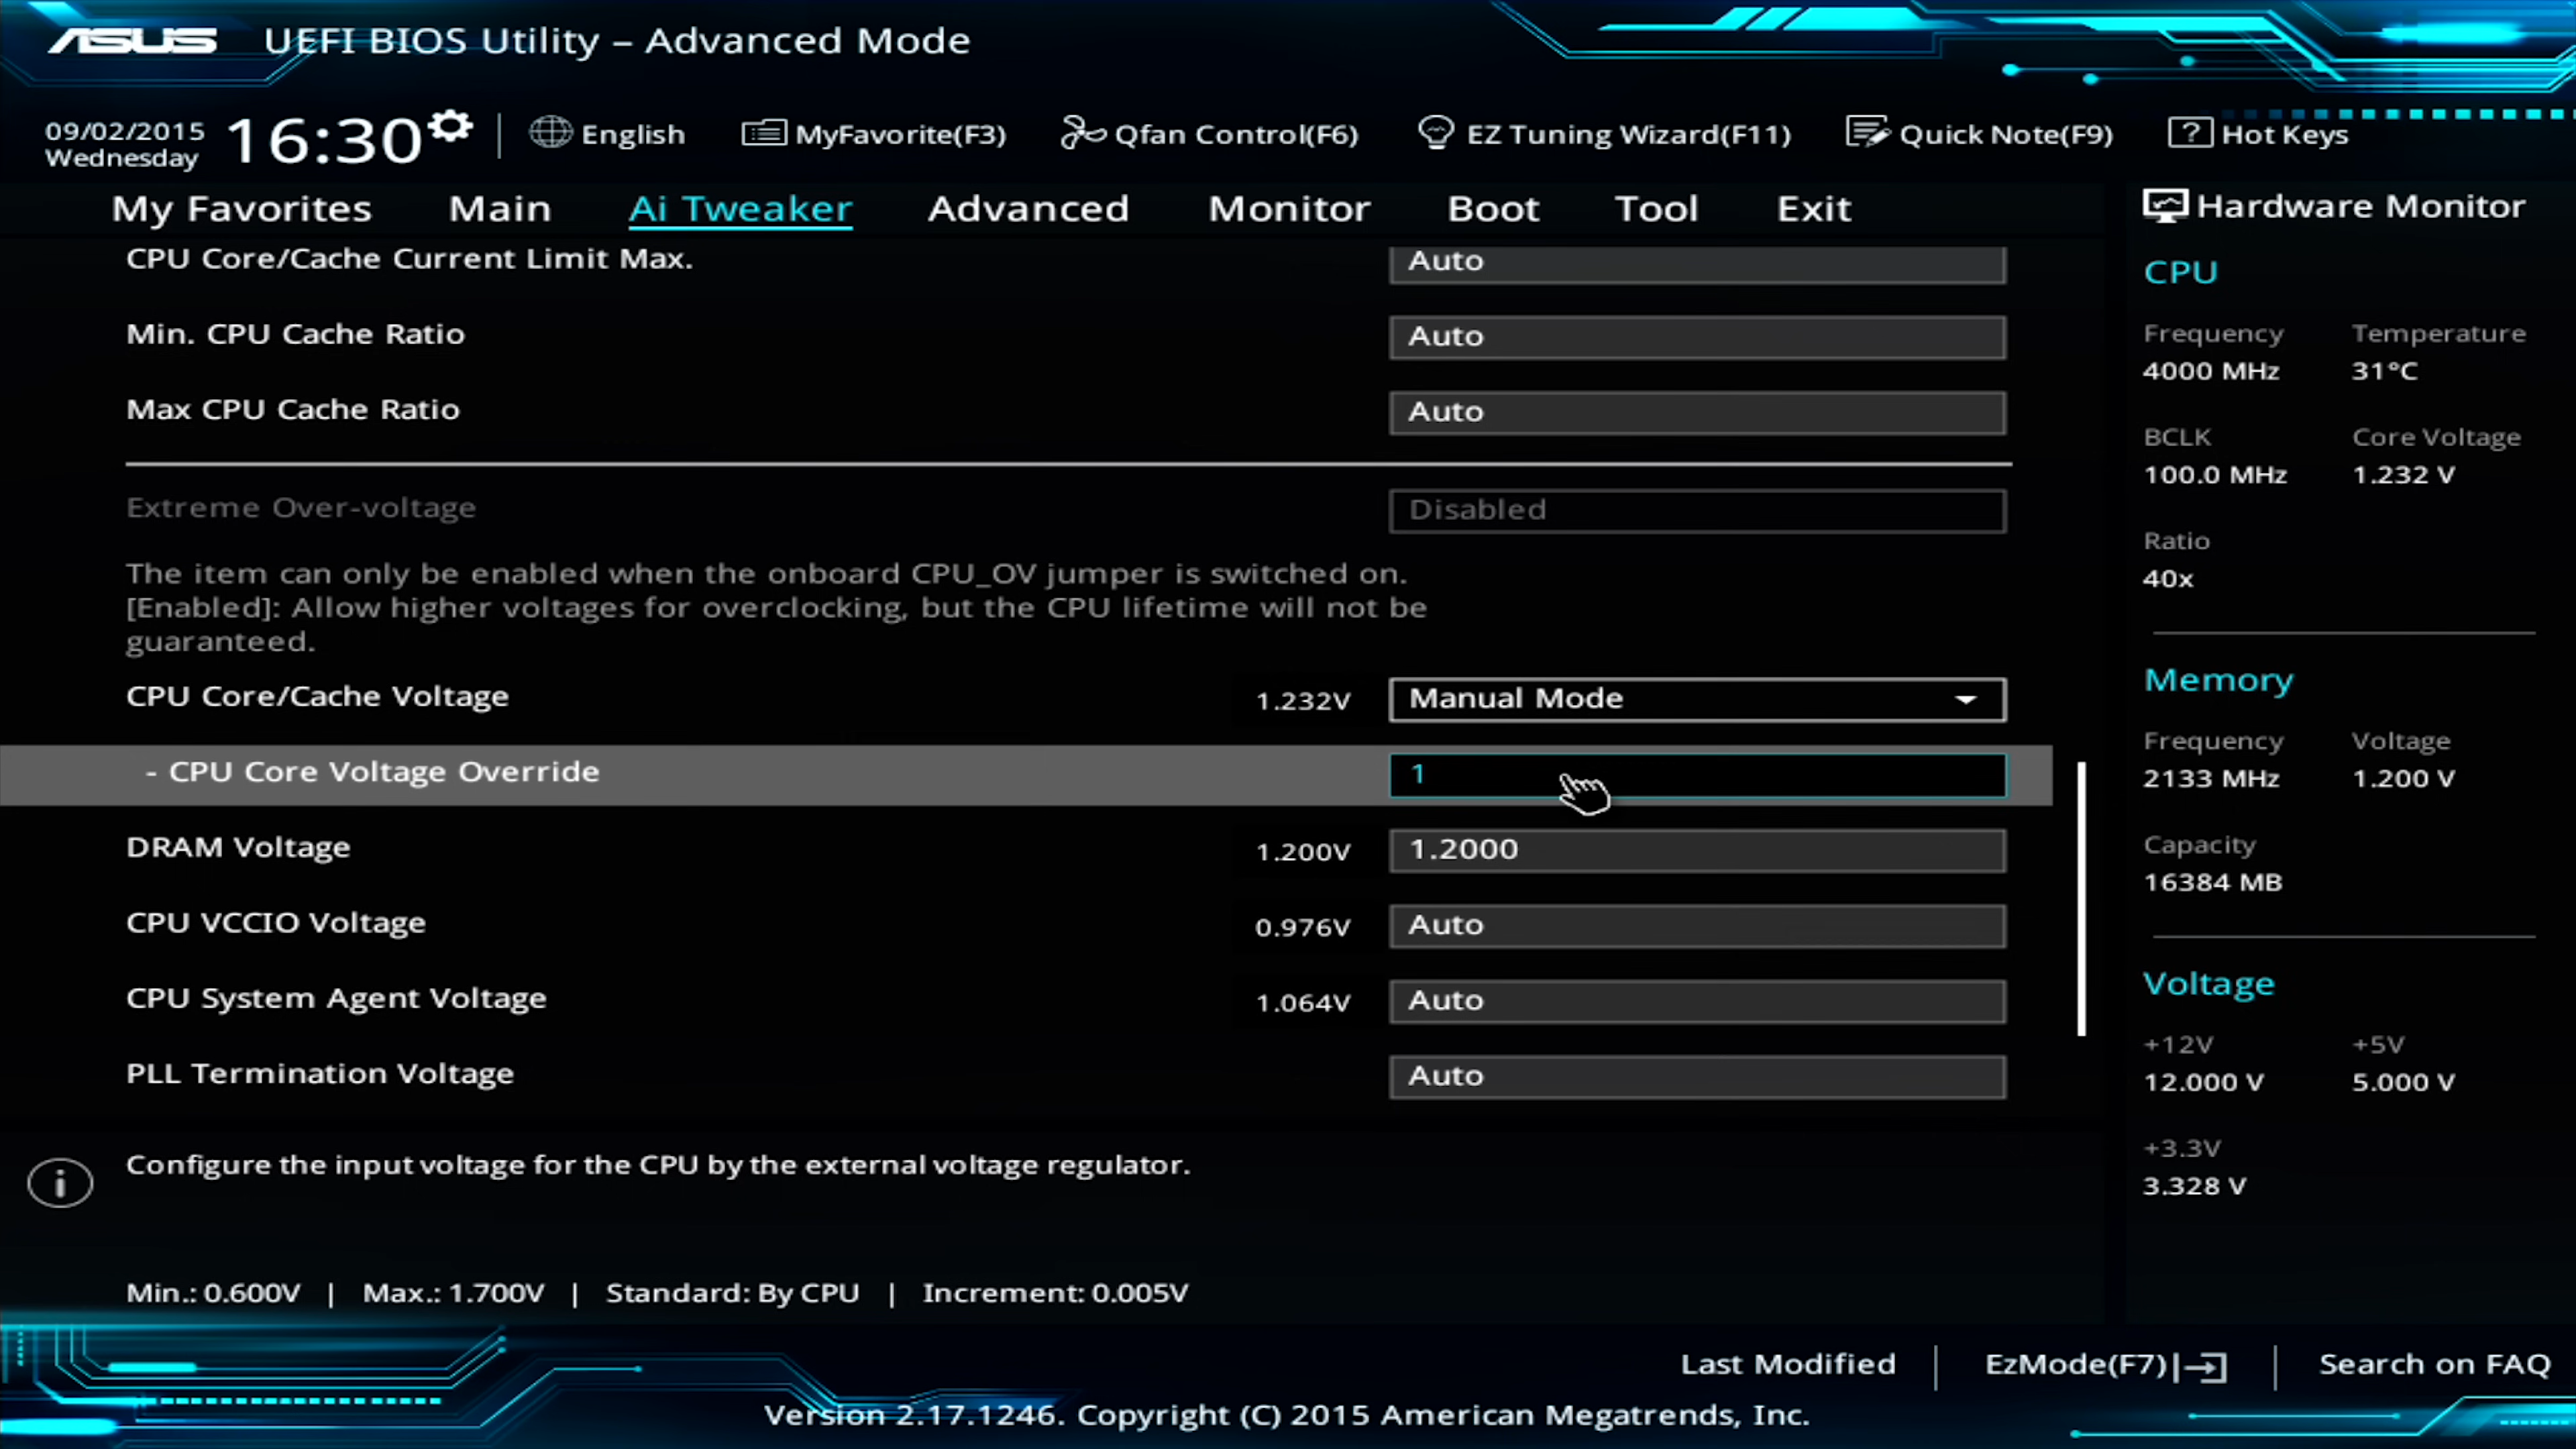 ASUS UEFI BIOS Utility – Advanced Mode
09/02/2015
Wednesday
16:30
English
MyFavorite(F3)
Qfan Control(F6)
EZ Tuning Wizard(F11)
Quick Note(F9)
? Hot Keys
My Favorites
Main
Ai Tweaker
Advanced
Monitor
Boot
Tool
Exit
CPU Core/Cache Current Limit Max. Auto
Min. CPU Cache Ratio Auto
Max CPU Cache Ratio Auto
Extreme Over-voltage Disabled
The item can only be enabled when the onboard CPU_OV jumper is switched on.
[Enabled]: Allow higher voltages for overclocking, but the CPU lifetime will not be
guaranteed.
CPU Core/Cache Voltage 1.232V Manual Mode
- CPU Core Voltage Override 1
DRAM Voltage 1.200V 1.2000
CPU VCCIO Voltage 0.976V Auto
CPU System Agent Voltage 1.064V Auto
PLL Termination Voltage Auto
i Configure the input voltage for the CPU by the external voltage regulator.
Min.: 0.600V | Max.: 1.700V | Standard: By CPU | Increment: 0.005V
Hardware Monitor
CPU
Frequency Temperature
4000 MHz 31°C
BCLK Core Voltage
100.0 MHz 1.232 V
Ratio
40x
Memory
Frequency Voltage
2133 MHz 1.200 V
Capacity
16384 MB
Voltage
+12V +5V
12.000 V 5.000 V
+3.3V
3.328 V
Last Modified
EzMode(F7)
Search on FAQ
Version 2.17.1246. Copyright (C) 2015 American Megatrends, Inc.